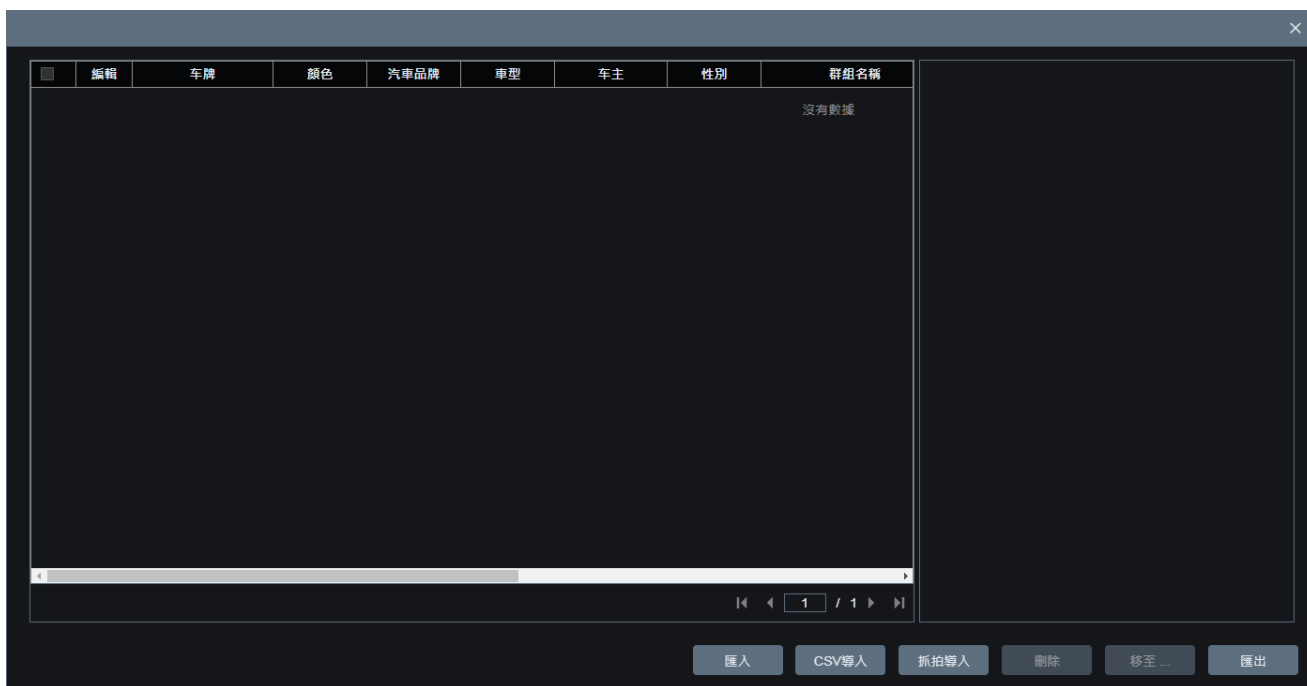 編輯 车牌 顏色 汽車品牌 車型 车主 性別 群組名稱
沒有數據
1 / 1
匯入 CSV導入 抓拍導入 刪除 移至 ... 匯出